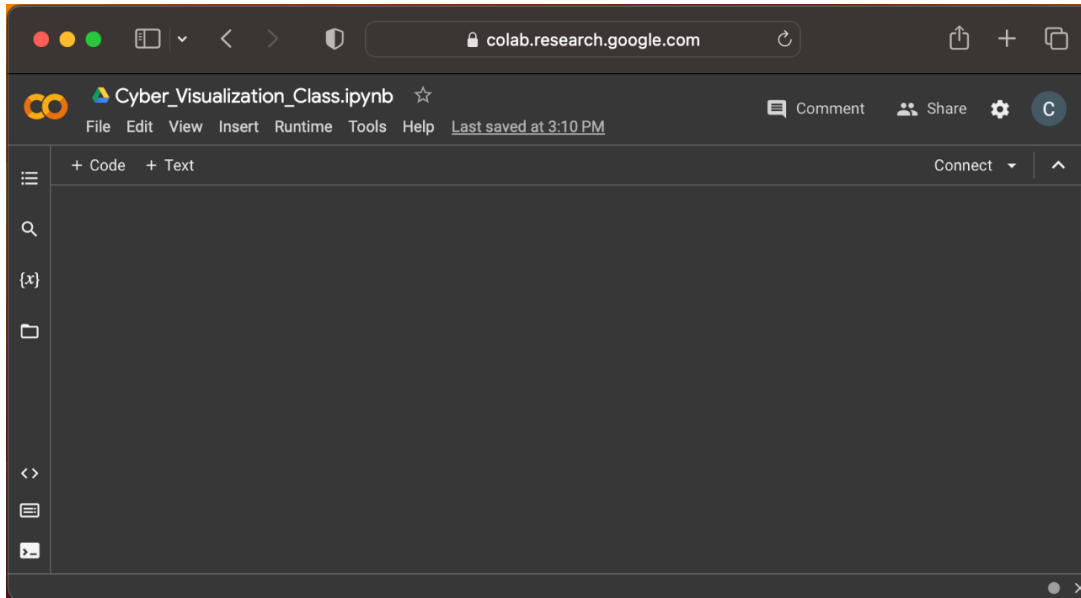 colab.research.google.com
Cyber_Visualization_Class.ipynb
Comment Share C
File Edit View Insert Runtime Tools Help Last saved at 3:10 PM
+ Code + Text Connect
{x}